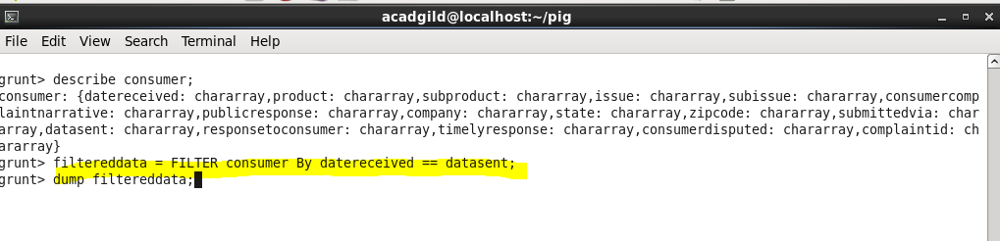 acadgild@localhost:~/pig
File Edit View Search Terminal Help
grunt> describe consumer;
consumer: {datereceived: chararray,product: chararray,subproduct: chararray,issue: chararray,subissue: chararray,consumercomp
laintnarrative: chararray,publicresponse: chararray,company: chararray,state: chararray,zipcode: chararray,submittedvia: char
array,datasent: chararray,responsetoconsumer: chararray,timelyresponse: chararray,consumerdisputed: chararray,complaintid: ch
ararray}
grunt> filtereddata = FILTER consumer By datereceived == datasent;
grunt> dump filtereddata;